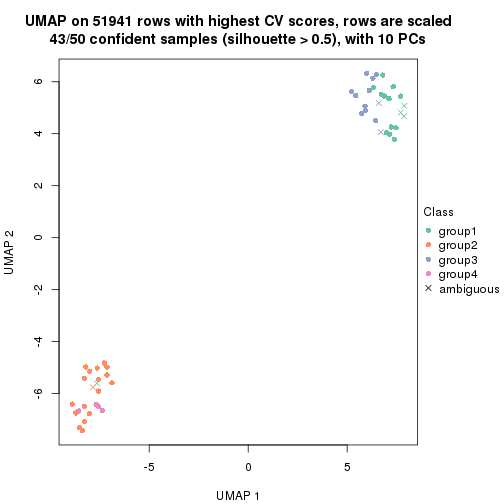 UMAP on 51941 rows with highest CV scores, rows are scaled
43/50 confident samples (silhouette > 0.5), with 10 PCs
6
4
2
0
-2
-4
-6
UMAP 2
-5
0
5
UMAP 1
Class
group1
group2
group3
group4
ambiguous